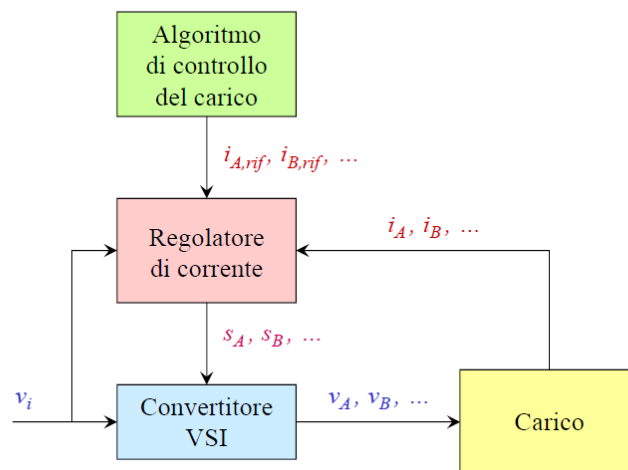 Algoritmo
di controllo
del carico
i_{A,rif}, i_{B,rif}, ...
Regolatore
di corrente
i_A, i_B, ...
s_A, s_B, ...
v_i
Convertitore
VSI
v_A, v_B, ...
Carico